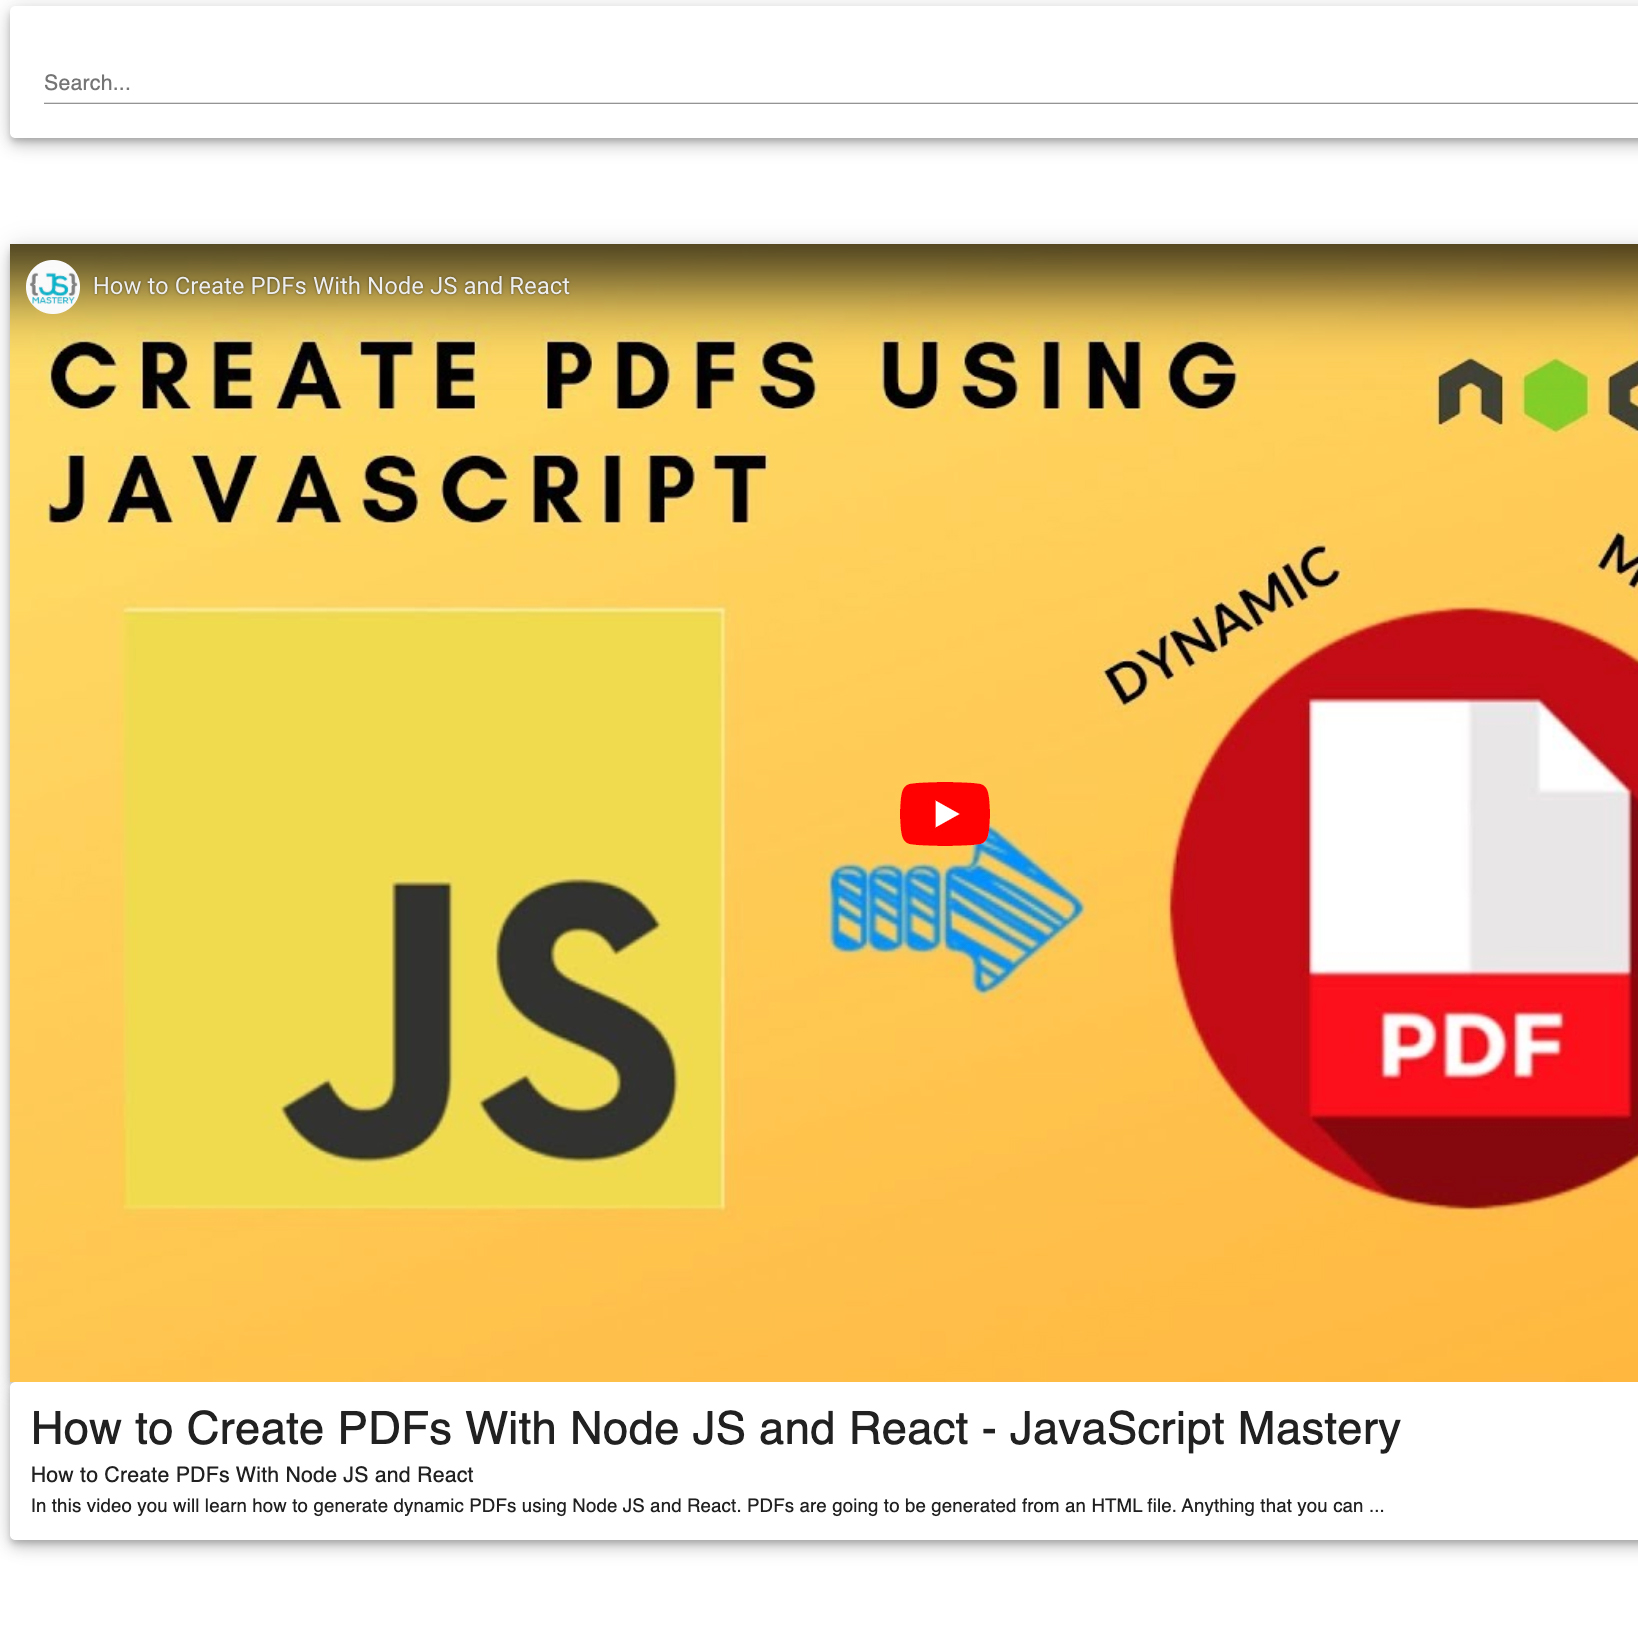 Search...
{JS}
MASTERY
How to Create PDFs With Node JS and React
CREATE PDFS USING
JAVASCRIPT
DYNAMIC
JS
PDF
How to Create PDFs With Node JS and React - JavaScript Mastery
How to Create PDFs With Node JS and React
In this video you will learn how to generate dynamic PDFs using Node JS and React. PDFs are going to be generated from an HTML file. Anything that you can ...